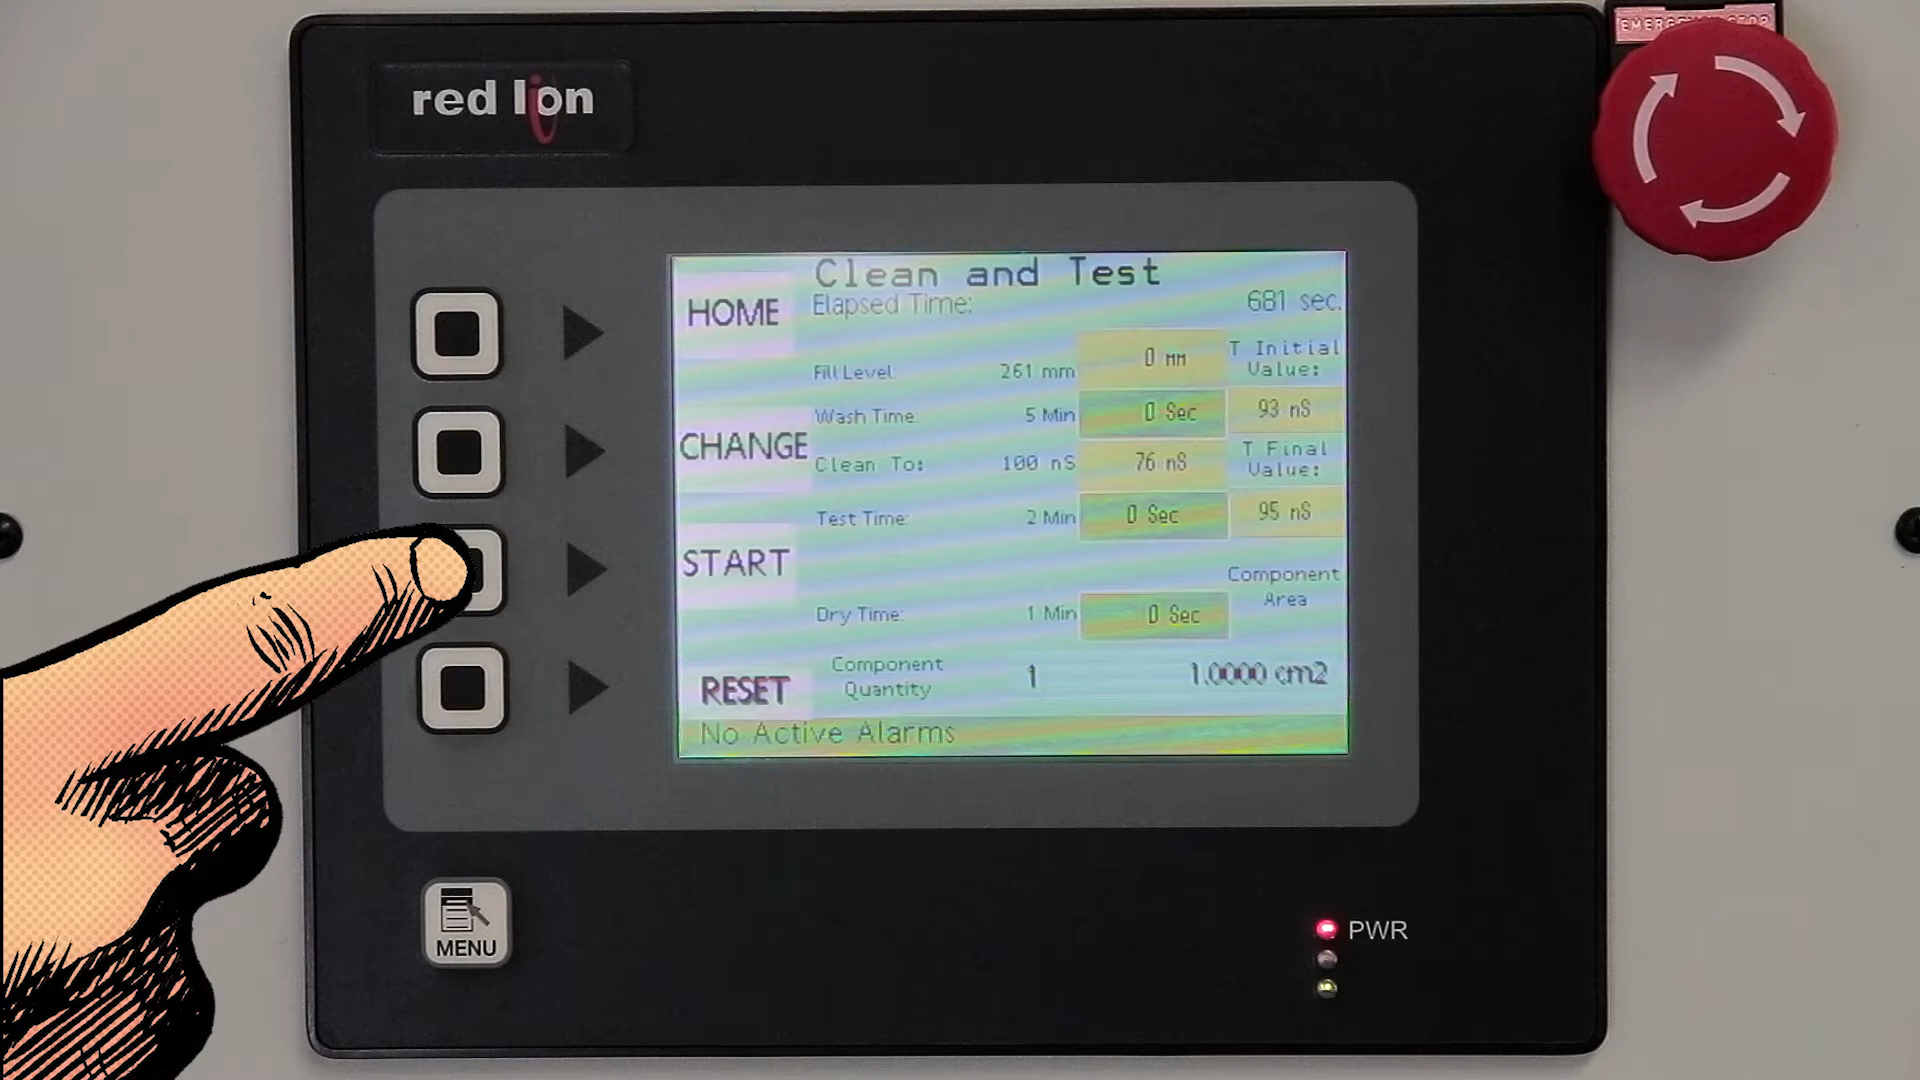 EMERGENCY STOP
red lion
Clean and Test
HOME
Elapsed Time: 681 sec.
Fill Level: 261 mm 0 MM
T Initial
Value:
Wash Time: 5 Min 0 Sec 93 nS
CHANGE
Clean To: 100 nS 76 nS
T Final
Value:
Test Time: 2 Min 0 Sec 95 nS
START
Component
Area
Dry Time: 1 Min 0 Sec
Component
Quantity
1 1.0000 cm2
RESET
No Active Alarms
MENU
PWR